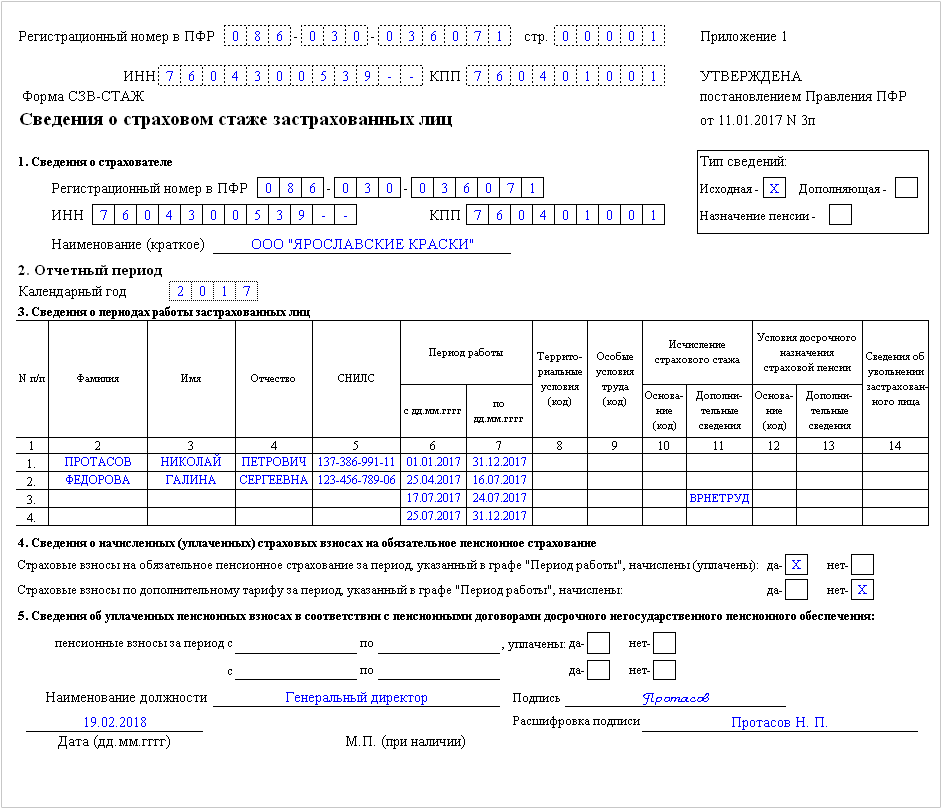 Регистрационный номер в ПФР 086-030-036071 стр. 00001 Приложение 1
ИНН 7604300539-- КПП 760401001 УТВЕРЖДЕНА
Форма СЗВ-СТАЖ постановлением Правления ПФР
Сведения о страховом стаже застрахованных лиц от 11.01.2017 N 3п
1. Сведения о страхователе Тип сведений:
Регистрационный номер в ПФР 086-030-036071 Исходная - X Дополняющая -
ИНН 7604300539-- КПП 760401001 Назначение пенсии -
Наименование (краткое) ООО "ЯРОСЛАВСКИЕ КРАСКИ"
2. Отчетный период
Календарный год 2017
3. Сведения о периодах работы застрахованных лиц
N п/п Фамилия Имя Отчество СНИЛС Период работы с дд.мм.гггг по дд.мм.гггг Террито-риальные условия (код) Особые условия труда (код) Исчисление страхового стажа Основа-ние (код) Дополни-тельные сведения Условия досрочного назначения страховой пенсии Основа-ние (код) Дополни-тельные сведения Сведения об увольнении застрахован-ного лица
1 2 3 4 5 6 7 8 9 10 11 12 13 14
1. ПРОТАСОВ НИКОЛАЙ ПЕТРОВИЧ 137-386-991-11 01.01.2017 31.12.2017
2. ФЕДОРОВА ГАЛИНА СЕРГЕЕВНА 123-456-789-06 25.04.2017 16.07.2017
3. 17.07.2017 24.07.2017 ВРНЕТРУД
4. 25.07.2017 31.12.2017
4. Сведения о начисленных (уплаченных) страховых взносах на обязательное пенсионное страхование
Страховые взносы на обязательное пенсионное страхование за период, указанный в графе "Период работы", начислены (уплачены): да- X нет-
Страховые взносы по дополнительному тарифу за период, указанный в графе "Период работы", начислены: да- нет- X
5. Сведения об уплаченных пенсионных взносах в соответствии с пенсионными договорами досрочного негосударственного пенсионного обеспечения:
пенсионные взносы за период с по , уплачены: да- нет-
с по да- нет-
Наименование должности Генеральный директор Подпись Протасов
19.02.2018 Расшифровка подписи Протасов Н. П.
Дата (дд.мм.гггг) М.П. (при наличии)